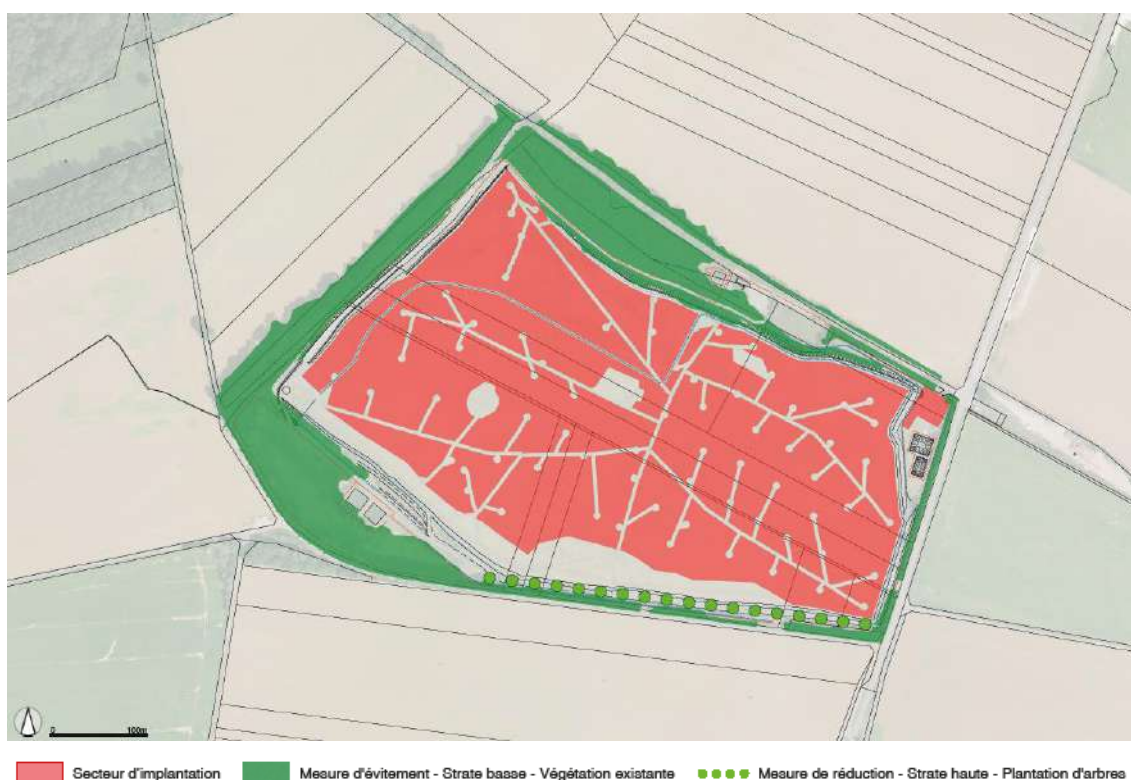 0 100m
Secteur d'implantation Mesure d'évitement - Strate basse - Végétation existante Mesure de réduction - Strate haute - Plantation d'arbres